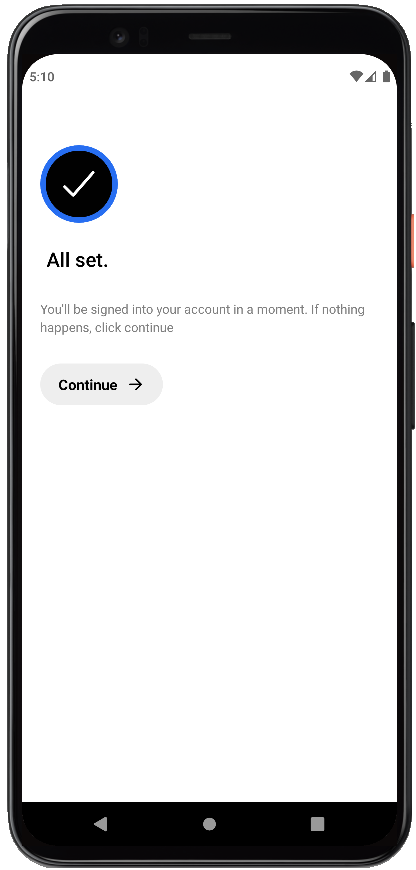 5:10
All set.
You'll be signed into your account in a moment. If nothing
happens, click continue
Continue